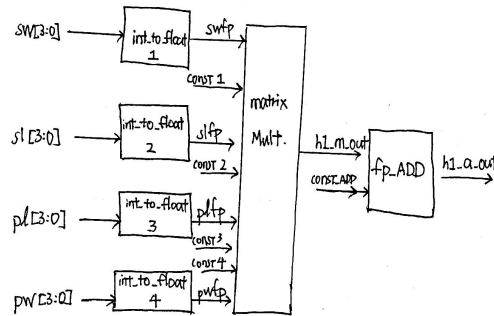 sw[3:0]
int_to_float
1
swfp
const 1
matrix
Mult.
sl[3:0]
int_to_float
2
slfp
const 2
h1_m_out
const_ADD
fp_ADD
h1_a_out
pl[3:0]
int_to_float
3
plfp
const3
const4
pw[3:0]
int_to_float
4
pwfp